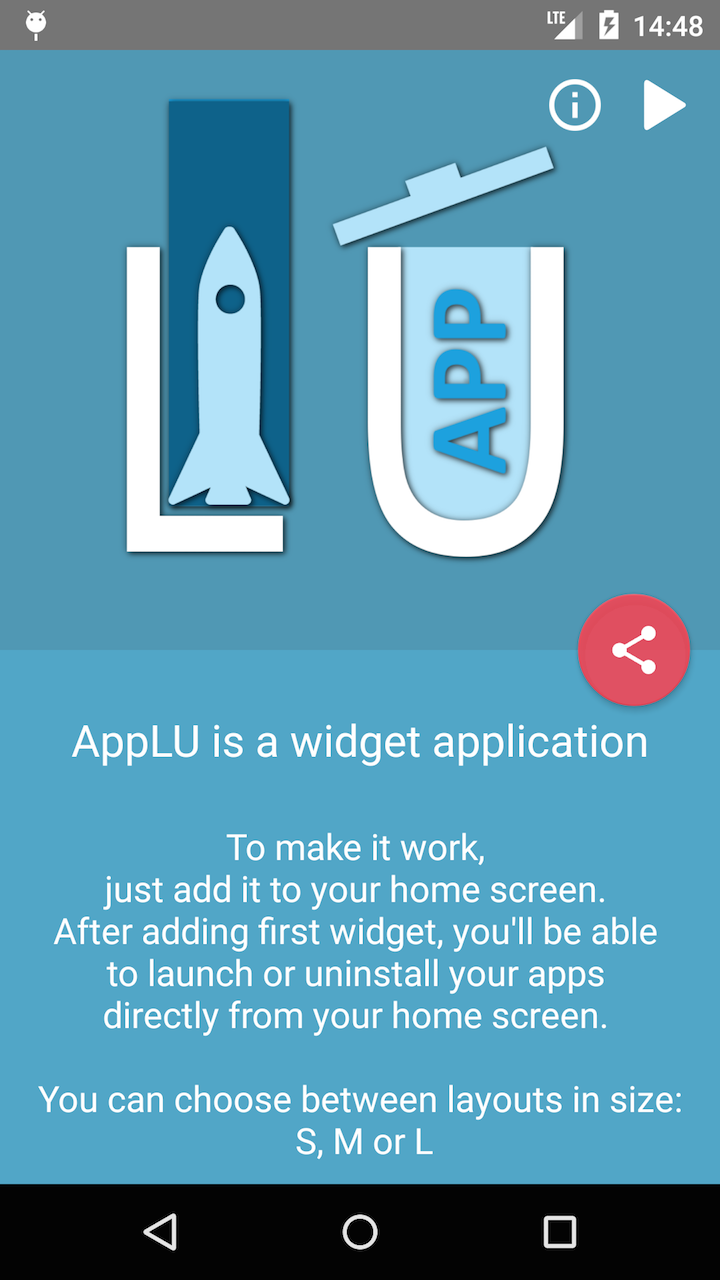 LTE 14:48
LU
APP
AppLU is a widget application
To make it work,
just add it to your home screen.
After adding first widget, you'll be able
to launch or uninstall your apps
directly from your home screen.
You can choose between layouts in size:
S, M or L